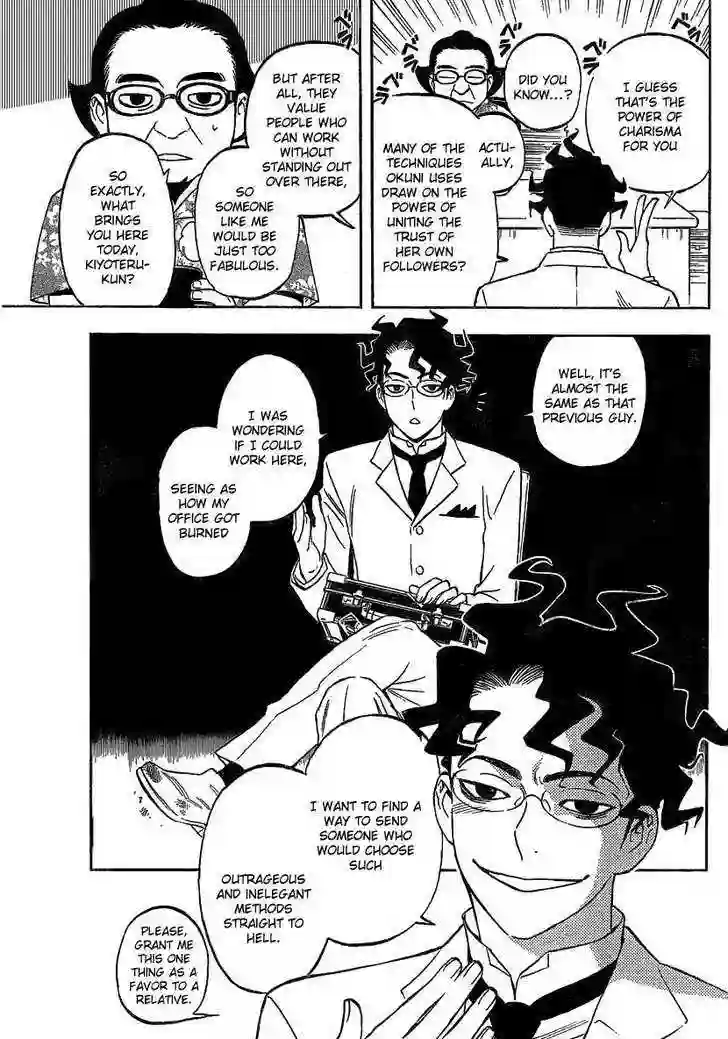 I GUESS
THAT'S THE
POWER OF
CHARISMA
FOR YOU
DID YOU
KNOW...?
ACTU-
ALLY,
MANY OF THE
TECHNIQUES
OKUNI USES
DRAW ON THE
POWER OF
UNITING THE
TRUST OF
HER OWN
FOLLOWERS?
BUT AFTER
ALL, THEY
VALUE
PEOPLE WHO
CAN WORK
WITHOUT
STANDING OUT
OVER THERE,
SO
SOMEONE
LIKE ME
WOULD BE
JUST TOO
FABULOUS.
SO
EXACTLY,
WHAT
BRINGS
YOU HERE
TODAY,
KIYOTERU-
KUN?
WELL, IT'S
ALMOST THE
SAME AS THAT
PREVIOUS GUY.
I WAS
WONDERING
IF I COULD
WORK HERE,
SEEING AS
HOW MY
OFFICE GOT
BURNED
I WANT TO FIND
A WAY TO SEND
SOMEONE WHO
WOULD CHOOSE
SUCH
OUTRAGEOUS
AND INELEGANT
METHODS
STRAIGHT TO
HELL.
PLEASE,
GRANT ME
THIS ONE
THING AS A
FAVOR TO A
RELATIVE.